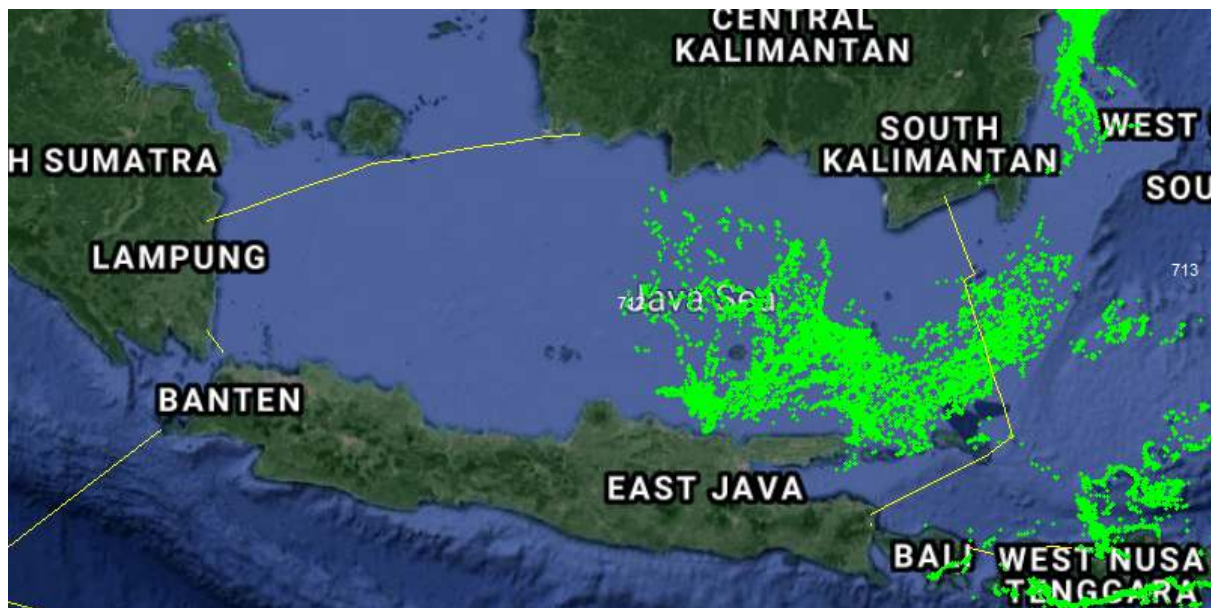 CENTRAL
KALIMANTAN
SOUTH
KALIMANTAN
WEST
H SUMATRA
SOU
LAMPUNG
713
712
Java Sea
BANTEN
EAST JAVA
BALI
WEST NUSA
TENGGARA